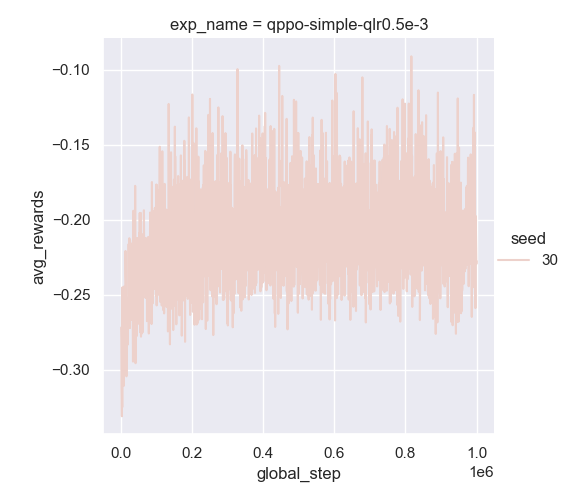 exp_name = qppo-simple-qlr0.5e-3
−0.10
−0.15
−0.20
−0.25
−0.30
avg_rewards
seed
30
0.0 0.2 0.4 0.6 0.8 1.0
1e6
global_step